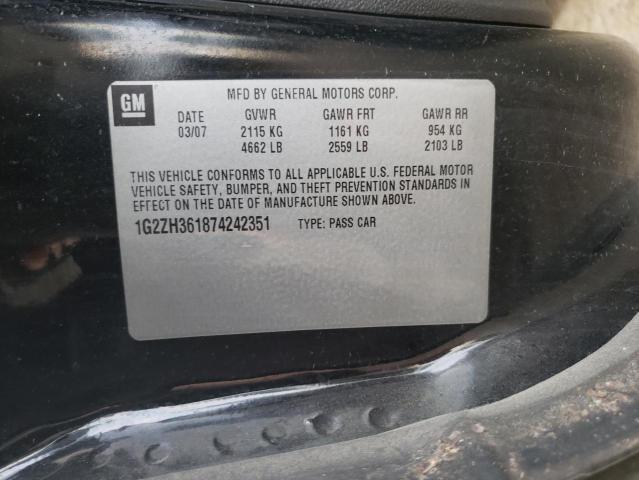 GM
MFD BY GENERAL MOTORS CORP.
DATE GVWR GAWR FRT GAWR RR
03/07 2115 KG 1161 KG 954 KG
4662 LB 2559 LB 2103 LB
THIS VEHICLE CONFORMS TO ALL APPLICABLE U.S. FEDERAL MOTOR
VEHICLE SAFETY, BUMPER, AND THEFT PREVENTION STANDARDS IN
EFFECT ON THE DATE OF MANUFACTURE SHOWN ABOVE.
1G2ZH361874242351 TYPE: PASS CAR